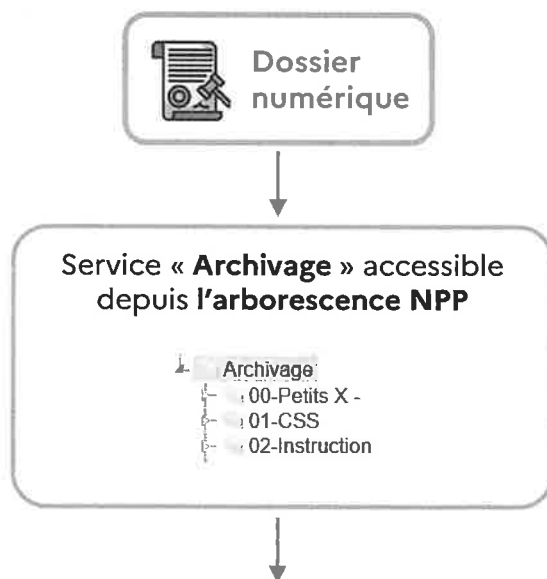 Dossier
numérique
Service « Archivage » accessible
depuis l'arborescence NPP
Archivage
00-Petits X -
01-CSS
02-Instruction